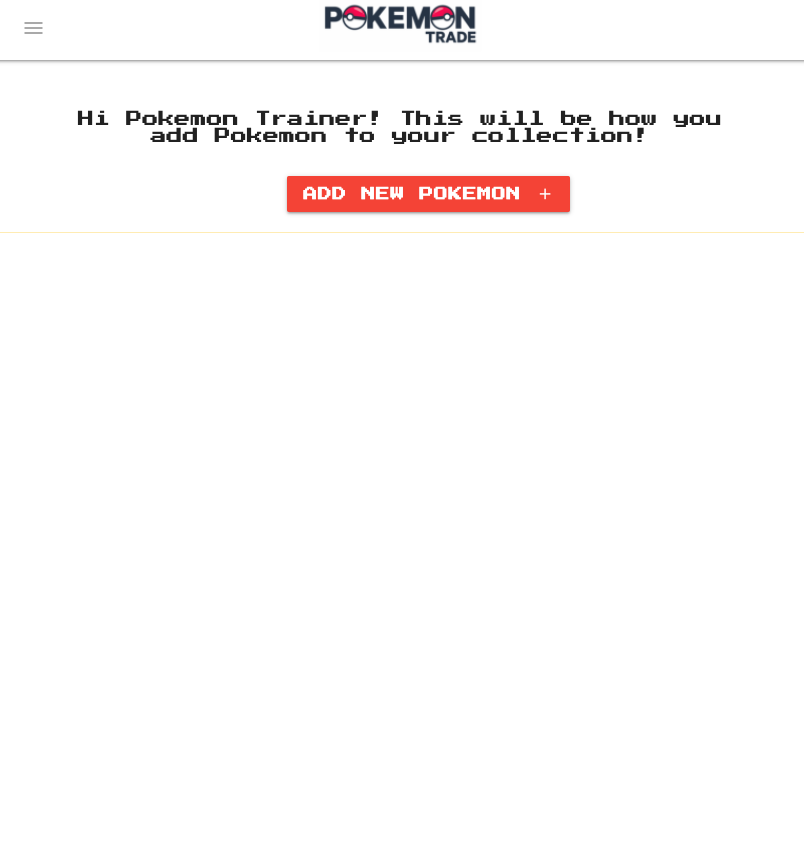 POKEMON
TRADE
Hi Pokemon Trainer! This will be how you
add Pokemon to your collection!
ADD NEW POKEMON +